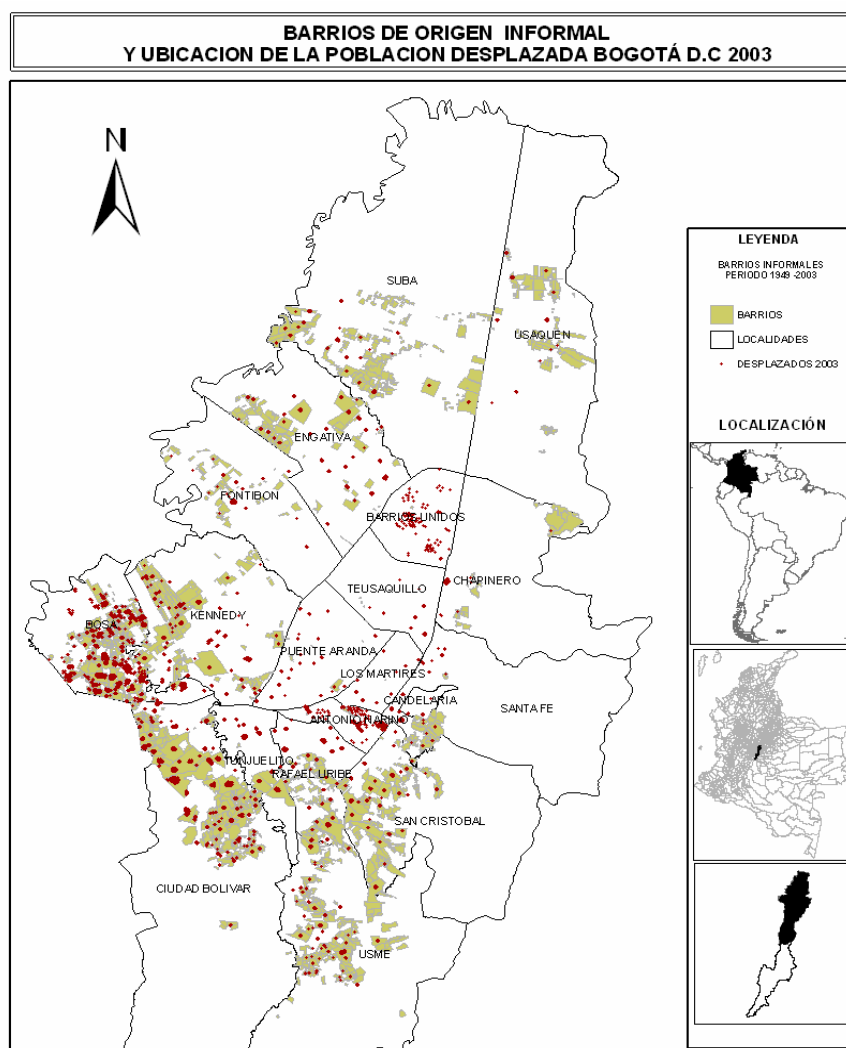 BARRIOS DE ORIGEN INFORMAL
Y UBICACION DE LA POBLACION DESPLAZADA BOGOTÁ D.C 2003
N
LEYENDA
BARRIOS INFORMALES
PERIODO 1949 -2003
BARRIOS
LOCALIDADES
DESPLAZADOS 2003
LOCALIZACIÓN
SUBA
USAQUEN
ENGATIVA
FONTIBON
BARRIOS UNIDOS
CHAPINERO
TEUSAQUILLO
KENNEDY
BOSA
PUENTE ARANDA
LOS MARTIRES
CANDELARIA
SANTA FE
ANTONIO NARINO
TUNJUELITO
RAFAEL URIBE
SAN CRISTOBAL
CIUDAD BOLIVAR
USME